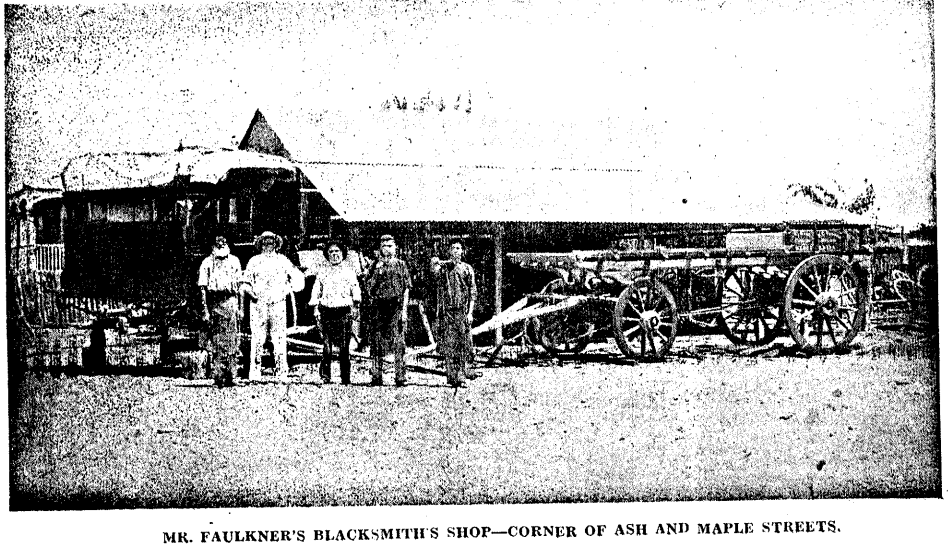 MR. FAULKNER'S BLACKSMITH'S SHOP—CORNER OF ASH AND MAPLE STREETS.